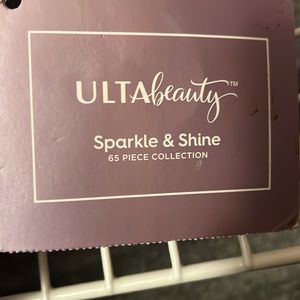 ULTAbeauty™
Sparkle & Shine
65 PIECE COLLECTION